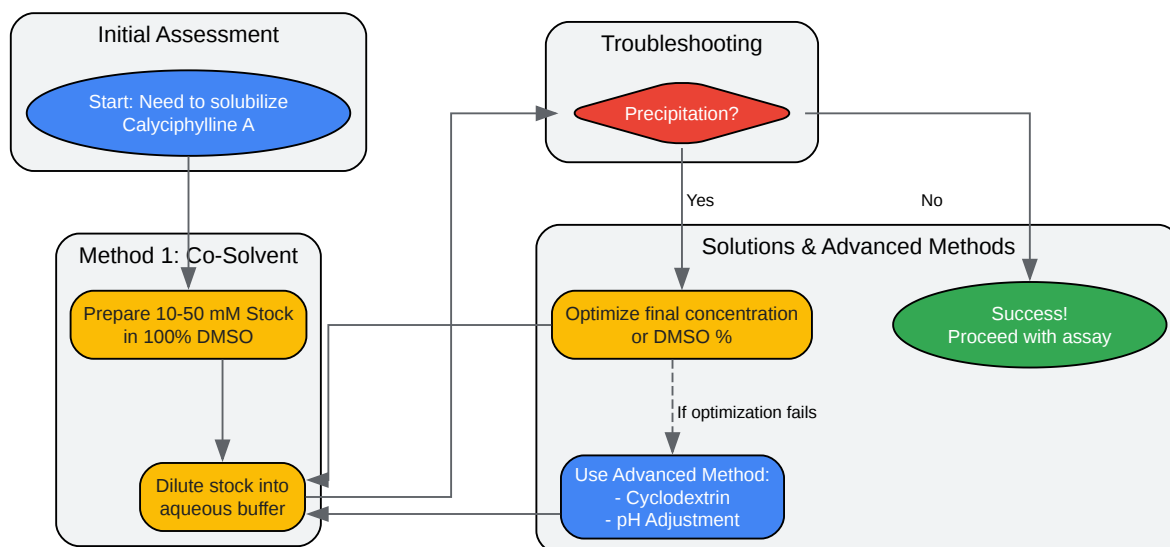 Initial Assessment
Start: Need to solubilize
Calyciphylline A
Troubleshooting
Precipitation?
Yes
No
Method 1: Co-Solvent
Prepare 10-50 mM Stock
in 100% DMSO
Dilute stock into
aqueous buffer
Solutions & Advanced Methods
Optimize final concentration
or DMSO %
Success!
Proceed with assay
If optimization fails
Use Advanced Method:
- Cyclodextrin
- pH Adjustment